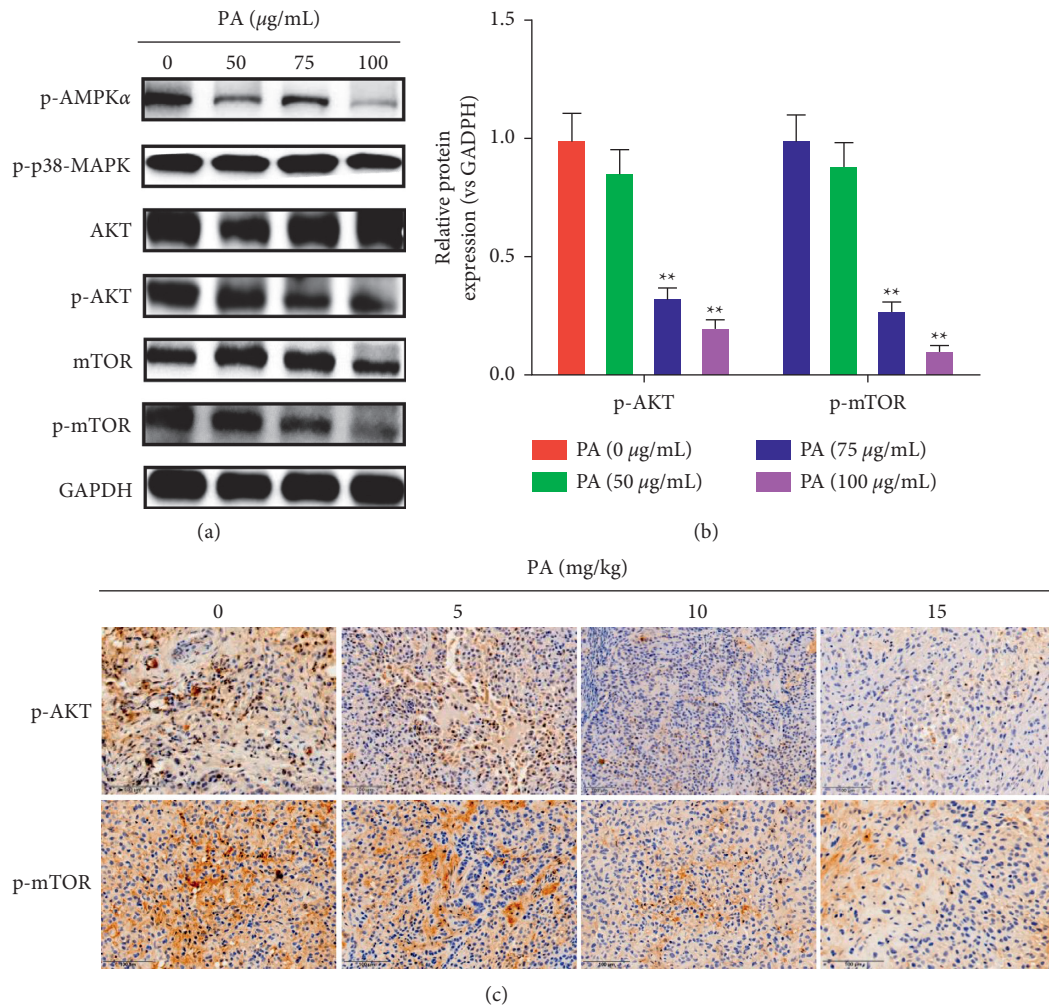 PA (μg/mL)
0 50 75 100
p-AMPKα
p-p38-MAPK
AKT
p-AKT
mTOR
p-mTOR
GAPDH
(a)
Relative protein
expression (vs GADPH)
1.5
1.0
0.5
0.0
** ** ** **
p-AKT p-mTOR
PA (0 μg/mL) PA (75 μg/mL)
PA (50 μg/mL) PA (100 μg/mL)
(b)
PA (mg/kg)
0 5 10 15
p-AKT
p-mTOR
(c)